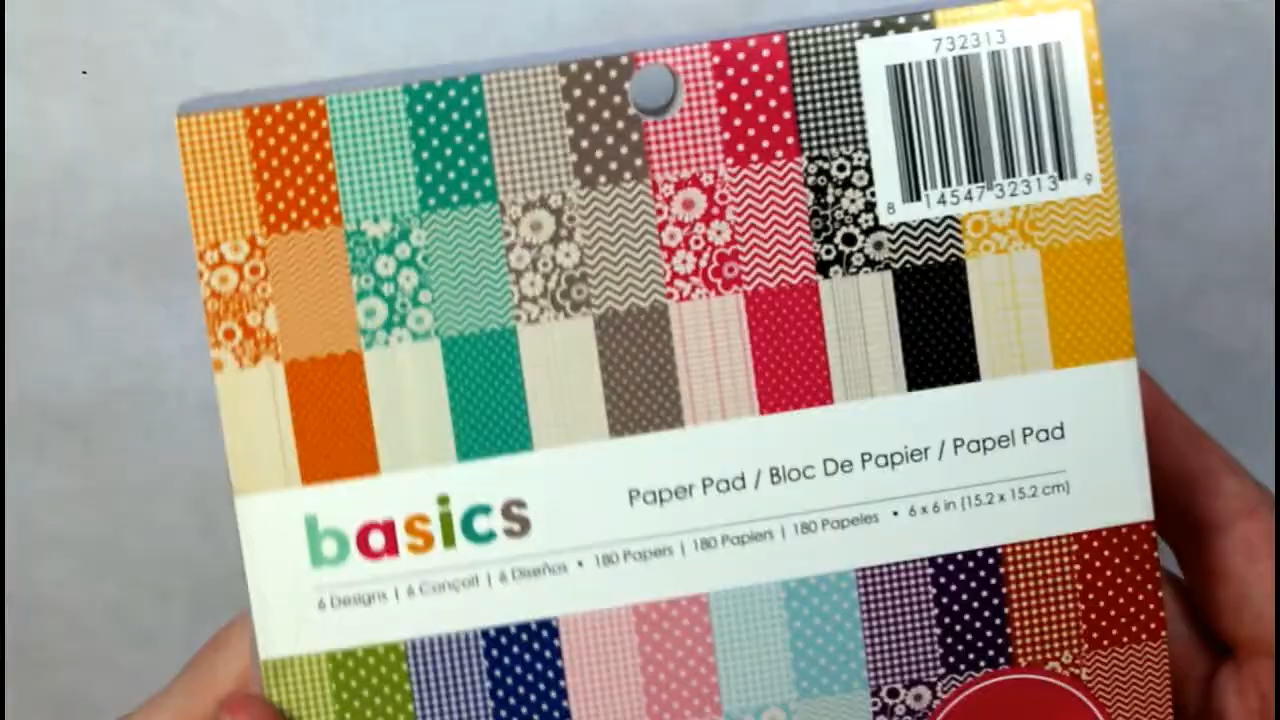 732313
8 14547 32313 9
basics
Paper Pad / Bloc De Papier / Papel Pad
6 Designs | 6 Conçoit | 6 Diseños • 180 Papers | 180 Papiers | 180 Papeles • 6 x 6 in (15.2 x 15.2 cm)